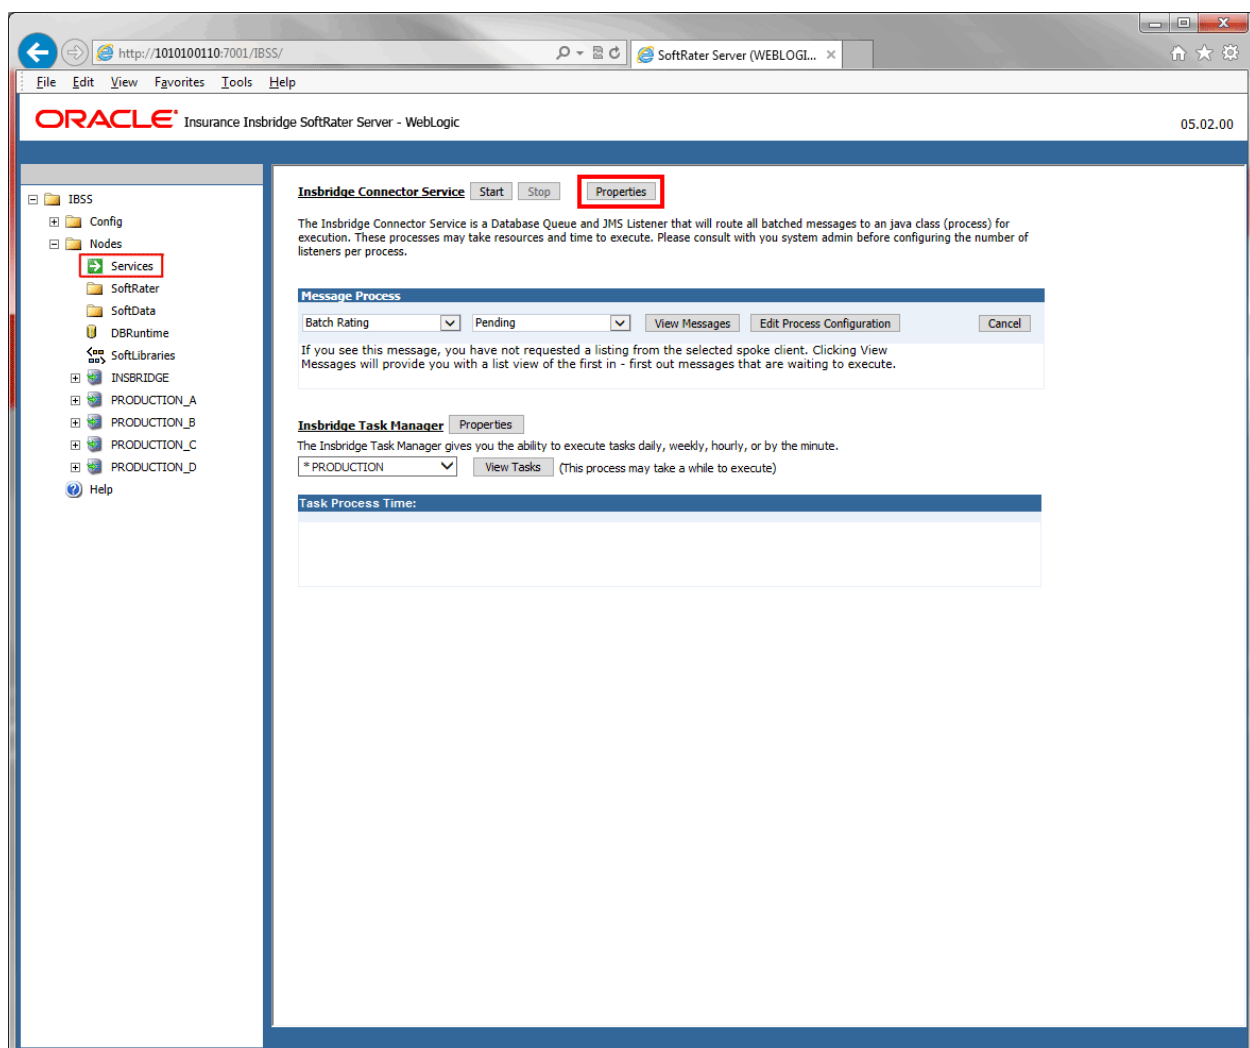 http://1010100110:7001/IBSS/
SoftRater Server (WEBLOGI...
File Edit View Favorites Tools Help
ORACLE Insurance Insbridge SoftRater Server - WebLogic
05.02.00
IBSS
Config
Nodes
Services
SoftRater
SoftData
DBRuntime
SoftLibraries
INSBRIDGE
PRODUCTION_A
PRODUCTION_B
PRODUCTION_C
PRODUCTION_D
Help
Insbridge Connector Service Start Stop Properties
The Insbridge Connector Service is a Database Queue and JMS Listener that will route all batched messages to an java class (process) for
execution. These processes may take resources and time to execute. Please consult with you system admin before configuring the number of
listeners per process.
Message Process
Batch Rating Pending View Messages Edit Process Configuration Cancel
If you see this message, you have not requested a listing from the selected spoke client. Clicking View
Messages will provide you with a list view of the first in - first out messages that are waiting to execute.
Insbridge Task Manager Properties
The Insbridge Task Manager gives you the ability to execute tasks daily, weekly, hourly, or by the minute.
* PRODUCTION View Tasks (This process may take a while to execute)
Task Process Time: